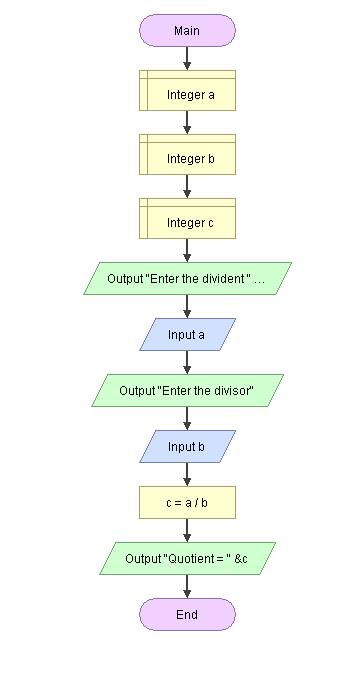 Main
Integer a
Integer b
Integer c
Output "Enter the divident " ...
Input a
Output "Enter the divisor"
Input b
c = a / b
Output "Quotient = " &c
End